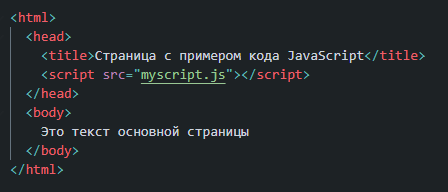 <html>
<head>
<title>Страница с примером кода JavaScript</title>
<script src="myscript.js"></script>
</head>
<body>
Это текст основной страницы
</body>
</html>